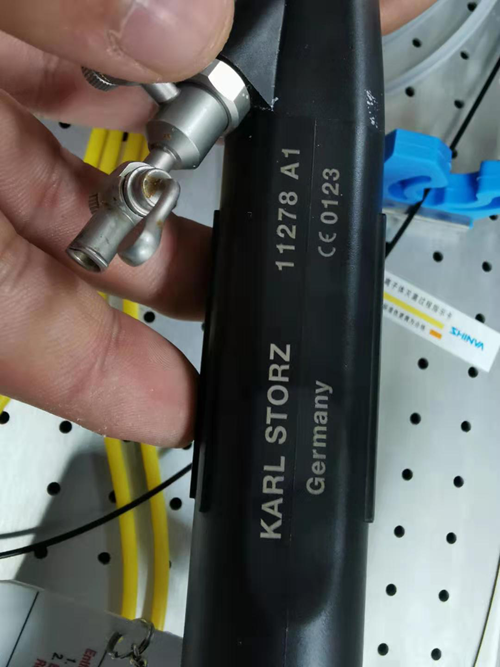 11278 A1
CE 0123
KARL STORZ
Germany